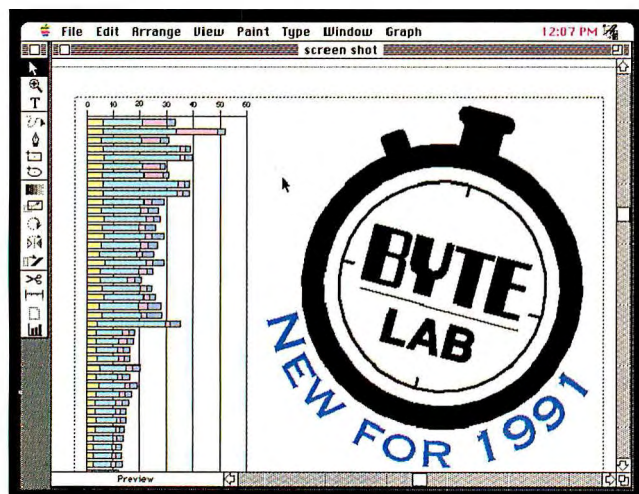 File Edit Arrange View Paint Type Window Graph 12:07 PM
screen shot
T
0 10 20 30 40 50 60
BYTE
LAB
NEW FOR 1991
Preview